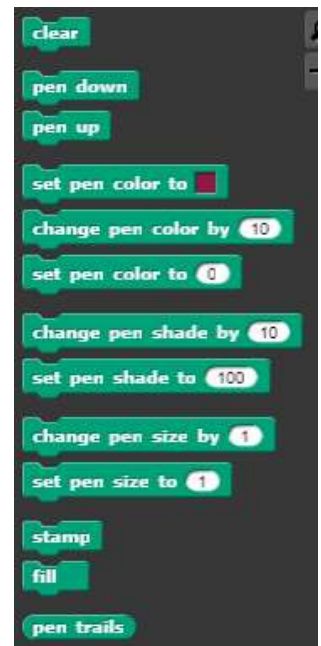 clear
pen down
pen up
set pen color to
change pen color by 10
set pen color to 0
change pen shade by 10
set pen shade to 100
change pen size by 1
set pen size to 1
stamp
fill
pen trails